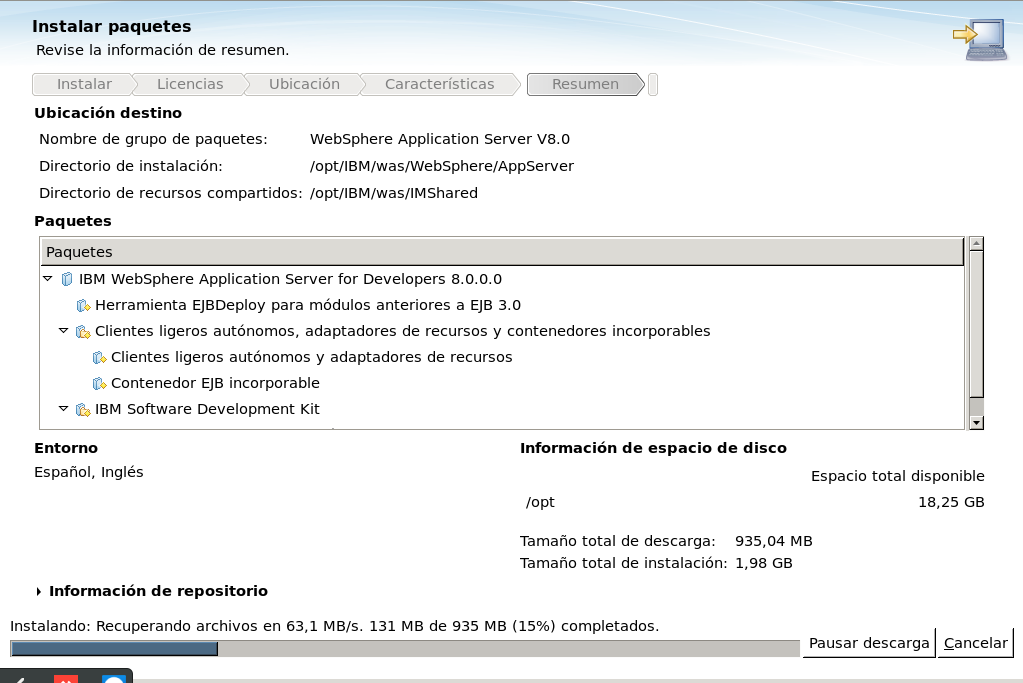 Instalar paquetes
Revise la información de resumen.
Instalar Licencias Ubicación Características Resumen
Ubicación destino
Nombre de grupo de paquetes: WebSphere Application Server V8.0
Directorio de instalación: /opt/IBM/was/WebSphere/AppServer
Directorio de recursos compartidos: /opt/IBM/was/IMShared
Paquetes
Paquetes
IBM WebSphere Application Server for Developers 8.0.0.0
Herramienta EJBDeploy para módulos anteriores a EJB 3.0
Clientes ligeros autónomos, adaptadores de recursos y contenedores incorporables
Clientes ligeros autónomos y adaptadores de recursos
Contenedor EJB incorporable
IBM Software Development Kit
Entorno
Español, Inglés
Información de espacio de disco
Espacio total disponible
/opt 18,25 GB
Tamaño total de descarga: 935,04 MB
Tamaño total de instalación: 1,98 GB
Información de repositorio
Instalando: Recuperando archivos en 63,1 MB/s. 131 MB de 935 MB (15%) completados.
Pausar descarga Cancelar